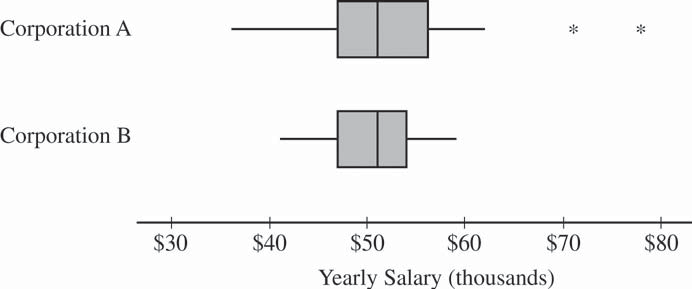 Corporation A
* *
Corporation B
$30 $40 $50 $60 $70 $80
Yearly Salary (thousands)